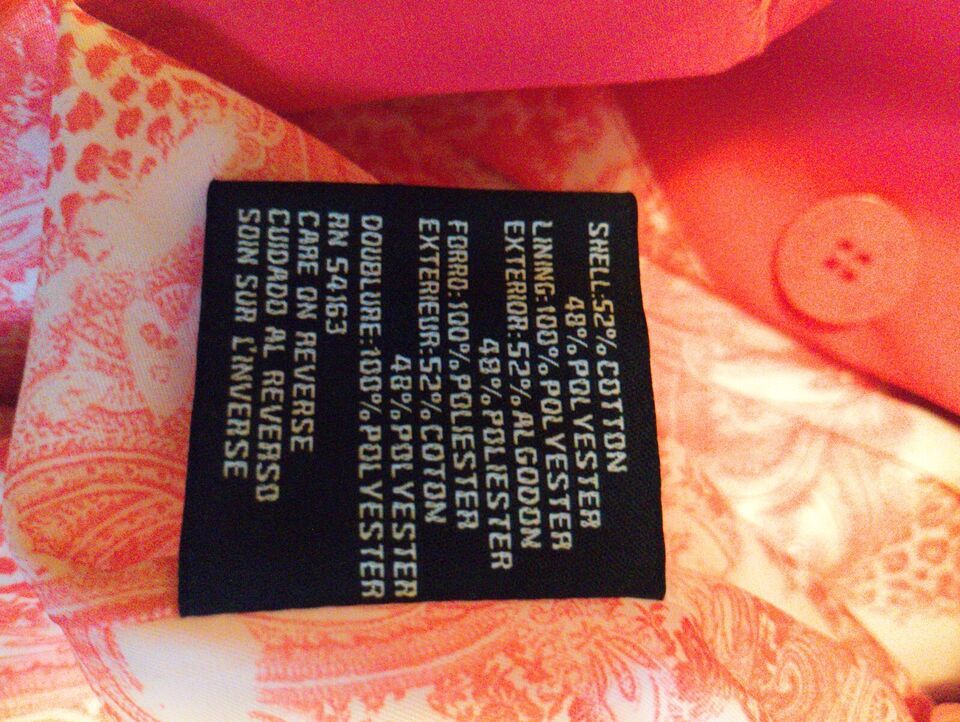 SHELL:52%COTTON
48%POLYESTER
LINING:100%POLYESTER
EXTERIOR:52%ALGODON
48%POLIESTER
FORRO:100%POLIESTER
EXTERIEUR:52%COTON
48%POLYESTER
DOUBLURE:100%POLYESTER
RN 54163
CARE ON REVERSE
CUIDADO AL REVERSO
SOIN SUR L'INVERSE